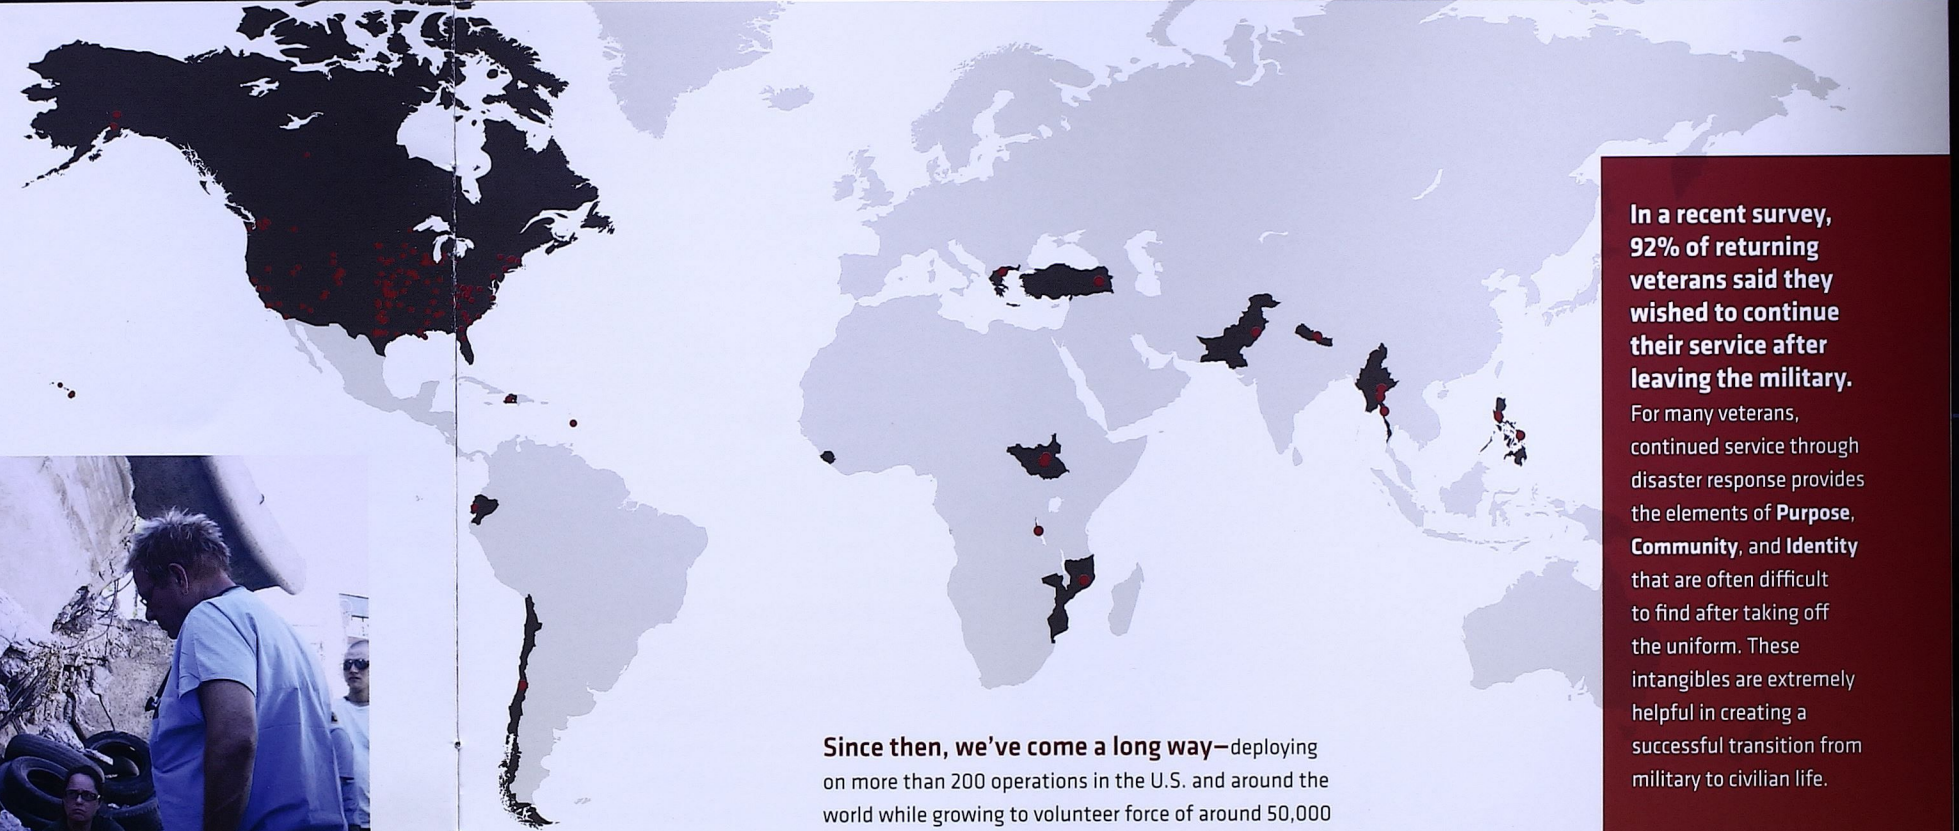 In a recent survey,
92% of returning
veterans said they
wished to continue
their service after
leaving the military.
For many veterans,
continued service through
disaster response provides
the elements of Purpose,
Community, and Identity
that are often difficult
to find after taking off
the uniform. These
intangibles are extremely
helpful in creating a
successful transition from
military to civilian life.
Since then, we've come a long way—deploying
on more than 200 operations in the U.S. and around the
world while growing to volunteer force of around 50,000